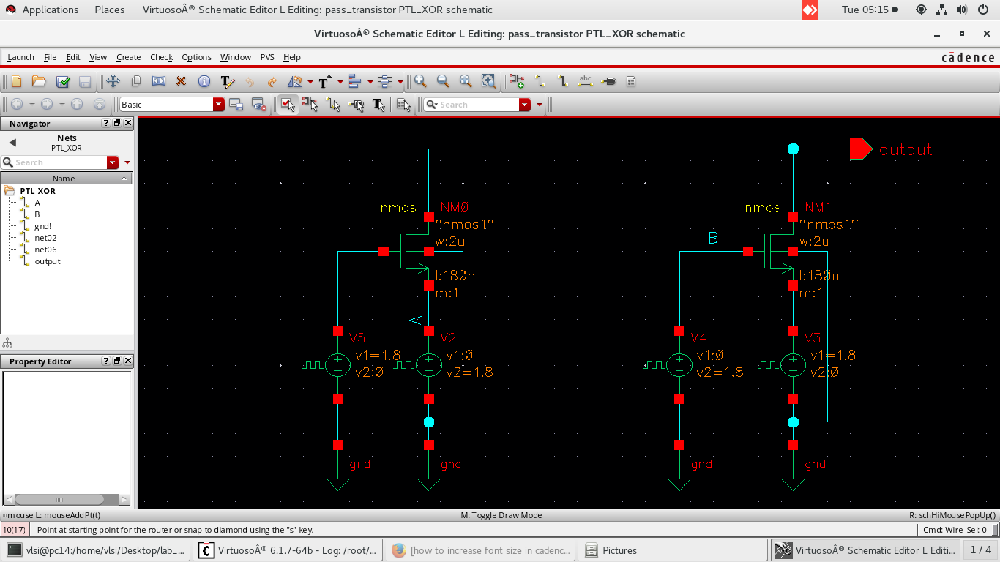 Applications Places VirtuosoÂ® Schematic Editor L Editing: pass_transistor PTL_XOR schematic Tue 05:15
VirtuosoÂ® Schematic Editor L Editing: pass_transistor PTL_XOR schematic
Launch File Edit View Create Check Options Window PVS Help cādence
abc
Basic Search
Navigator
Nets
PTL_XOR
Search
Name
PTL_XOR
A
B
gnd!
net02
net06
output
Property Editor
output
nmos NM0
"nmos1"
w:2u
l:180n
m:1
A
V5
v1=1.8
v2:0
V2
v1:0
v2=1.8
gnd
gnd
nmos NM1
"nmos1"
w:2u
B
l:180n
m:1
V4
v1:0
v2=1.8
V3
v1=1.8
v2:0
gnd
gnd
mouse L: mouseAddPt(t) M: Toggle Draw Mode R: schHiMousePopUp()
10(17) Point at starting point for the router or snap to diamond using the "s" key. Cmd: Wire Sel: 0
vlsi@pc14:/home/vlsi/Desktop/lab_... VirtuosoÂ® 6.1.7-64b - Log: /root/... [how to increase font size in cadenc... Pictures VirtuosoÂ® Schematic Editor L Editi... 1 / 4